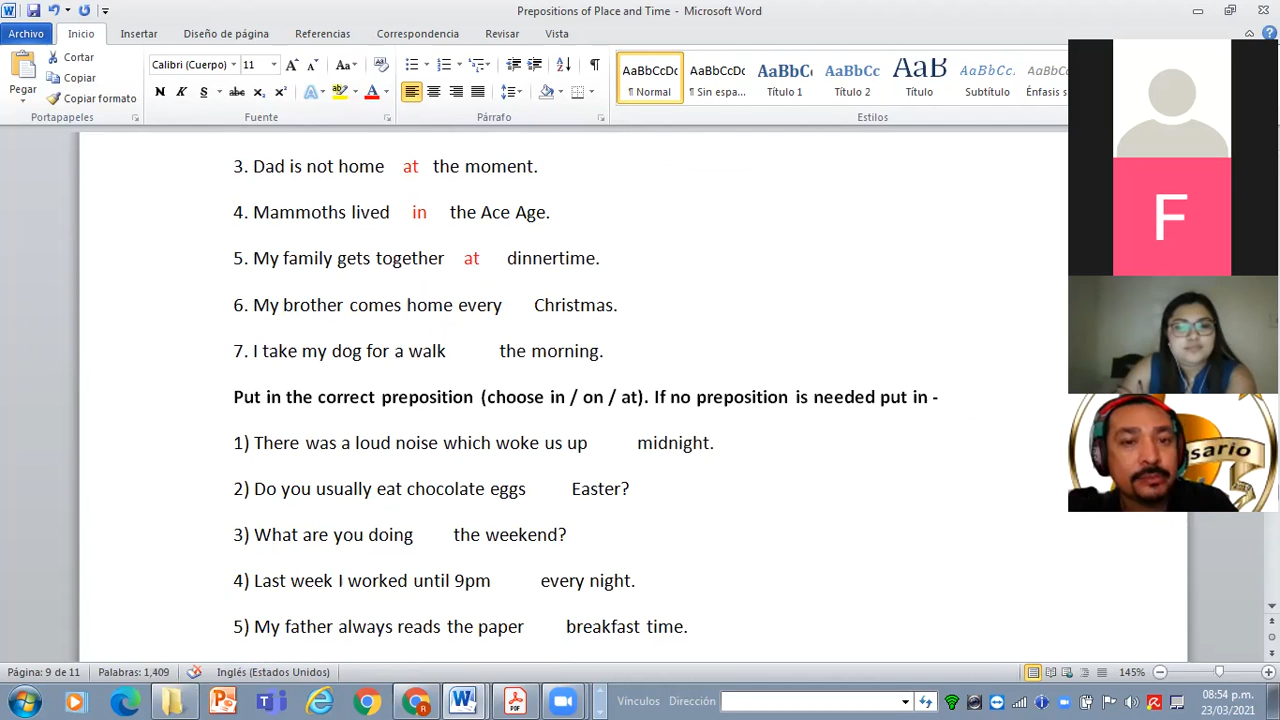 Prepositions of Place and Time - Microsoft Word
Archivo Inicio Insertar Diseño de página Referencias Correspondencia Revisar Vista
Pegar Cortar Copiar Copiar formato
Calibri (Cuerpo) 11
AaBbCcDc AaBbCcDc AaBbC AaBbCc AaB AaBbCc. AaBbCc
¶ Normal ¶ Sin espa... Título 1 Título 2 Título Subtítulo Énfasis s
Portapapeles Fuente Párrafo Estilos
3. Dad is not home at the moment.
4. Mammoths lived in the Ace Age.
5. My family gets together at dinnertime.
6. My brother comes home every Christmas.
7. I take my dog for a walk the morning.
Put in the correct preposition (choose in / on / at). If no preposition is needed put in -
1) There was a loud noise which woke us up midnight.
2) Do you usually eat chocolate eggs Easter?
3) What are you doing the weekend?
4) Last week I worked until 9pm every night.
5) My father always reads the paper breakfast time.
F
sario
Página: 9 de 11 Palabras: 1,409 Inglés (Estados Unidos) 145%
Vínculos Dirección 08:54 p.m.
23/03/2021